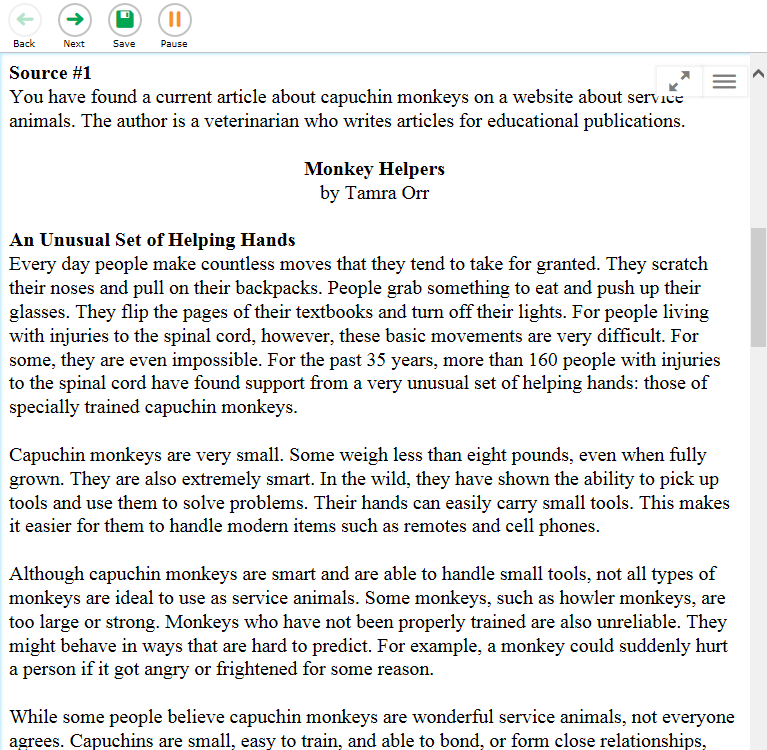 Back Next Save Pause
Source #1
You have found a current article about capuchin monkeys on a website about service
animals. The author is a veterinarian who writes articles for educational publications.
Monkey Helpers
by Tamra Orr
An Unusual Set of Helping Hands
Every day people make countless moves that they tend to take for granted. They scratch
their noses and pull on their backpacks. People grab something to eat and push up their
glasses. They flip the pages of their textbooks and turn off their lights. For people living
with injuries to the spinal cord, however, these basic movements are very difficult. For
some, they are even impossible. For the past 35 years, more than 160 people with injuries
to the spinal cord have found support from a very unusual set of helping hands: those of
specially trained capuchin monkeys.
Capuchin monkeys are very small. Some weigh less than eight pounds, even when fully
grown. They are also extremely smart. In the wild, they have shown the ability to pick up
tools and use them to solve problems. Their hands can easily carry small tools. This makes
it easier for them to handle modern items such as remotes and cell phones.
Although capuchin monkeys are smart and are able to handle small tools, not all types of
monkeys are ideal to use as service animals. Some monkeys, such as howler monkeys, are
too large or strong. Monkeys who have not been properly trained are also unreliable. They
might behave in ways that are hard to predict. For example, a monkey could suddenly hurt
a person if it got angry or frightened for some reason.
While some people believe capuchin monkeys are wonderful service animals, not everyone
agrees. Capuchins are small, easy to train, and able to bond, or form close relationships,